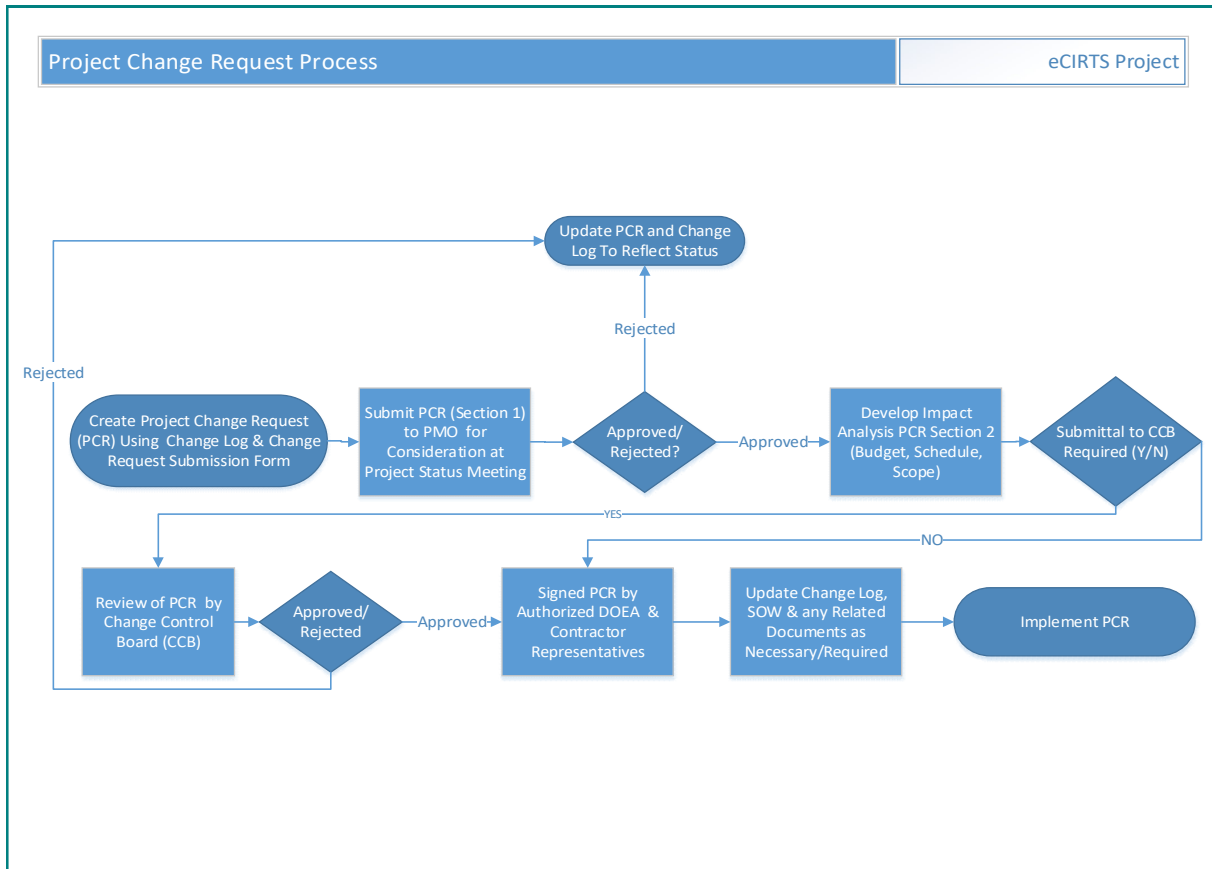 Project Change Request Process
eCIRTS Project
Update PCR and Change
Log To Reflect Status
Rejected
Rejected
Create Project Change Request
(PCR) Using Change Log & Change
Request Submission Form
Submit PCR (Section 1)
to PMO for
Consideration at
Project Status Meeting
Approved/
Rejected?
Approved
Develop Impact
Analysis PCR Section 2
(Budget, Schedule,
Scope)
Submittal to CCB
Required (Y/N)
YES
NO
Review of PCR by
Change Control
Board (CCB)
Approved/
Rejected
Approved
Signed PCR by
Authorized DOEA &
Contractor
Representatives
Update Change Log,
SOW & any Related
Documents as
Necessary/Required
Implement PCR